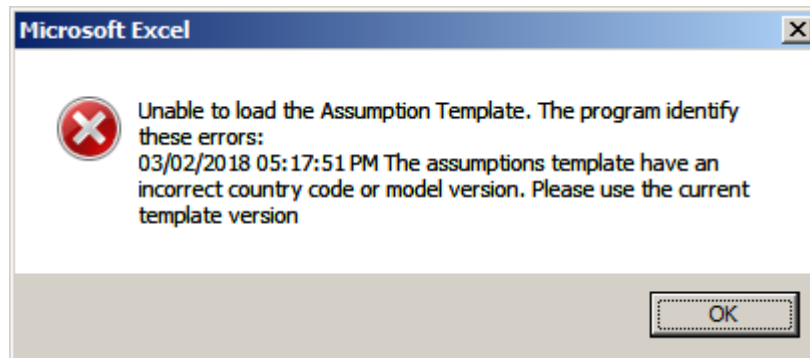 Microsoft Excel
Unable to load the Assumption Template. The program identify
these errors:
03/02/2018 05:17:51 PM The assumptions template have an
incorrect country code or model version. Please use the current
template version
OK